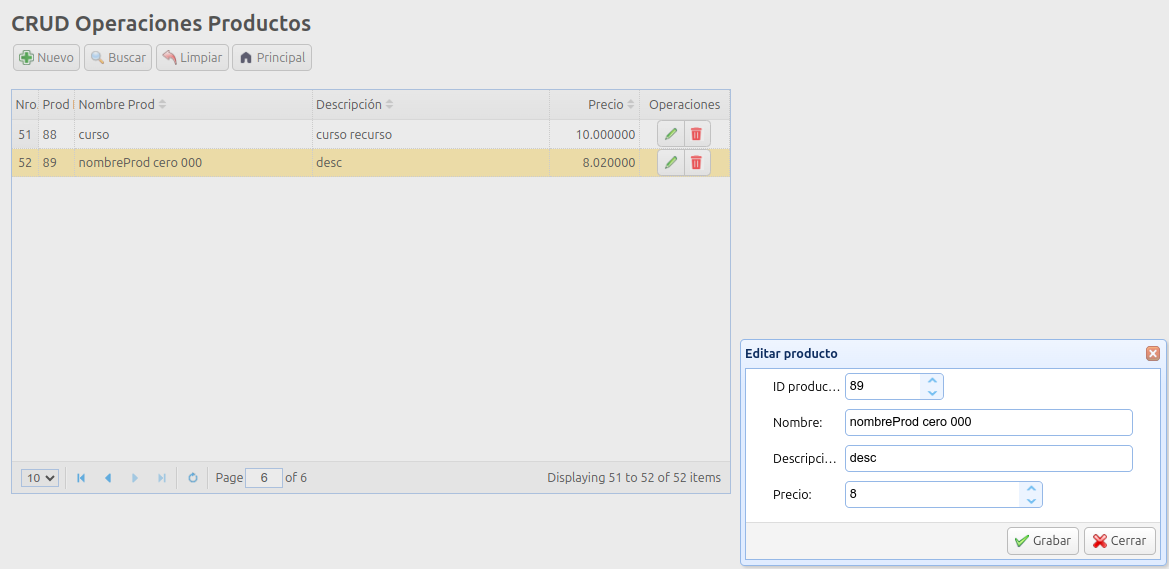 CRUD Operaciones Productos
Nuevo Buscar Limpiar Principal
Nro. Prod Nombre Prod Descripción Precio Operaciones
51 88 curso curso recurso 10.000000
52 89 nombreProd cero 000 desc 8.020000
10 Page 6 of 6 Displaying 51 to 52 of 52 items
Editar producto
ID produc... 89
Nombre: nombreProd cero 000
Descripci... desc
Precio: 8
Grabar Cerrar